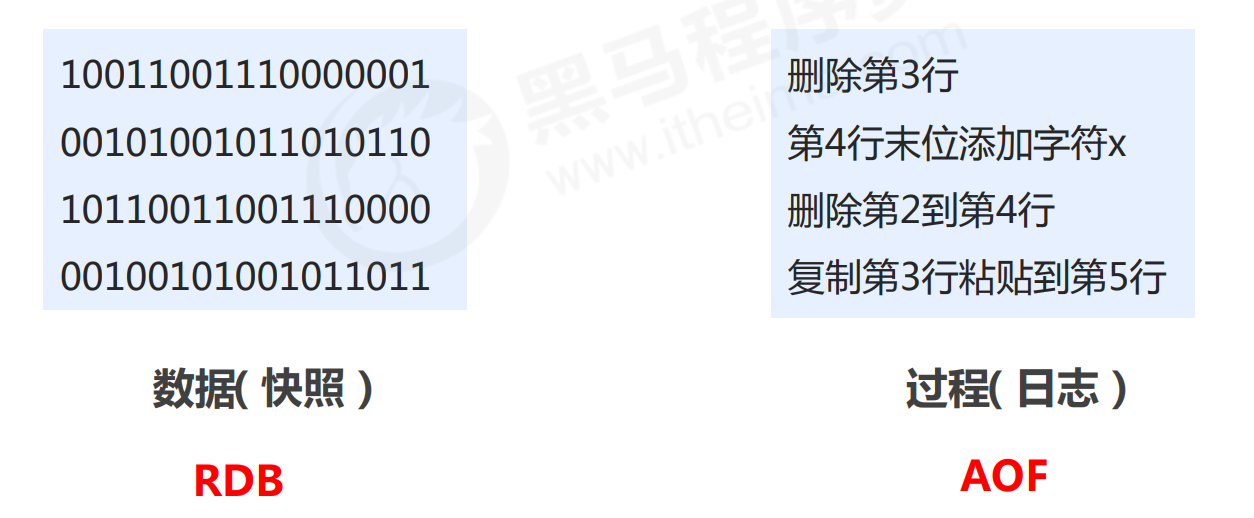 10011001110000001
00101001011010110
10110011001110000
00100101001011011
数据( 快照 )
RDB
删除第3行
第4行末位添加字符x
删除第2到第4行
复制第3行粘贴到第5行
过程( 日志 )
AOF
黑马程序员
www.itheima.com